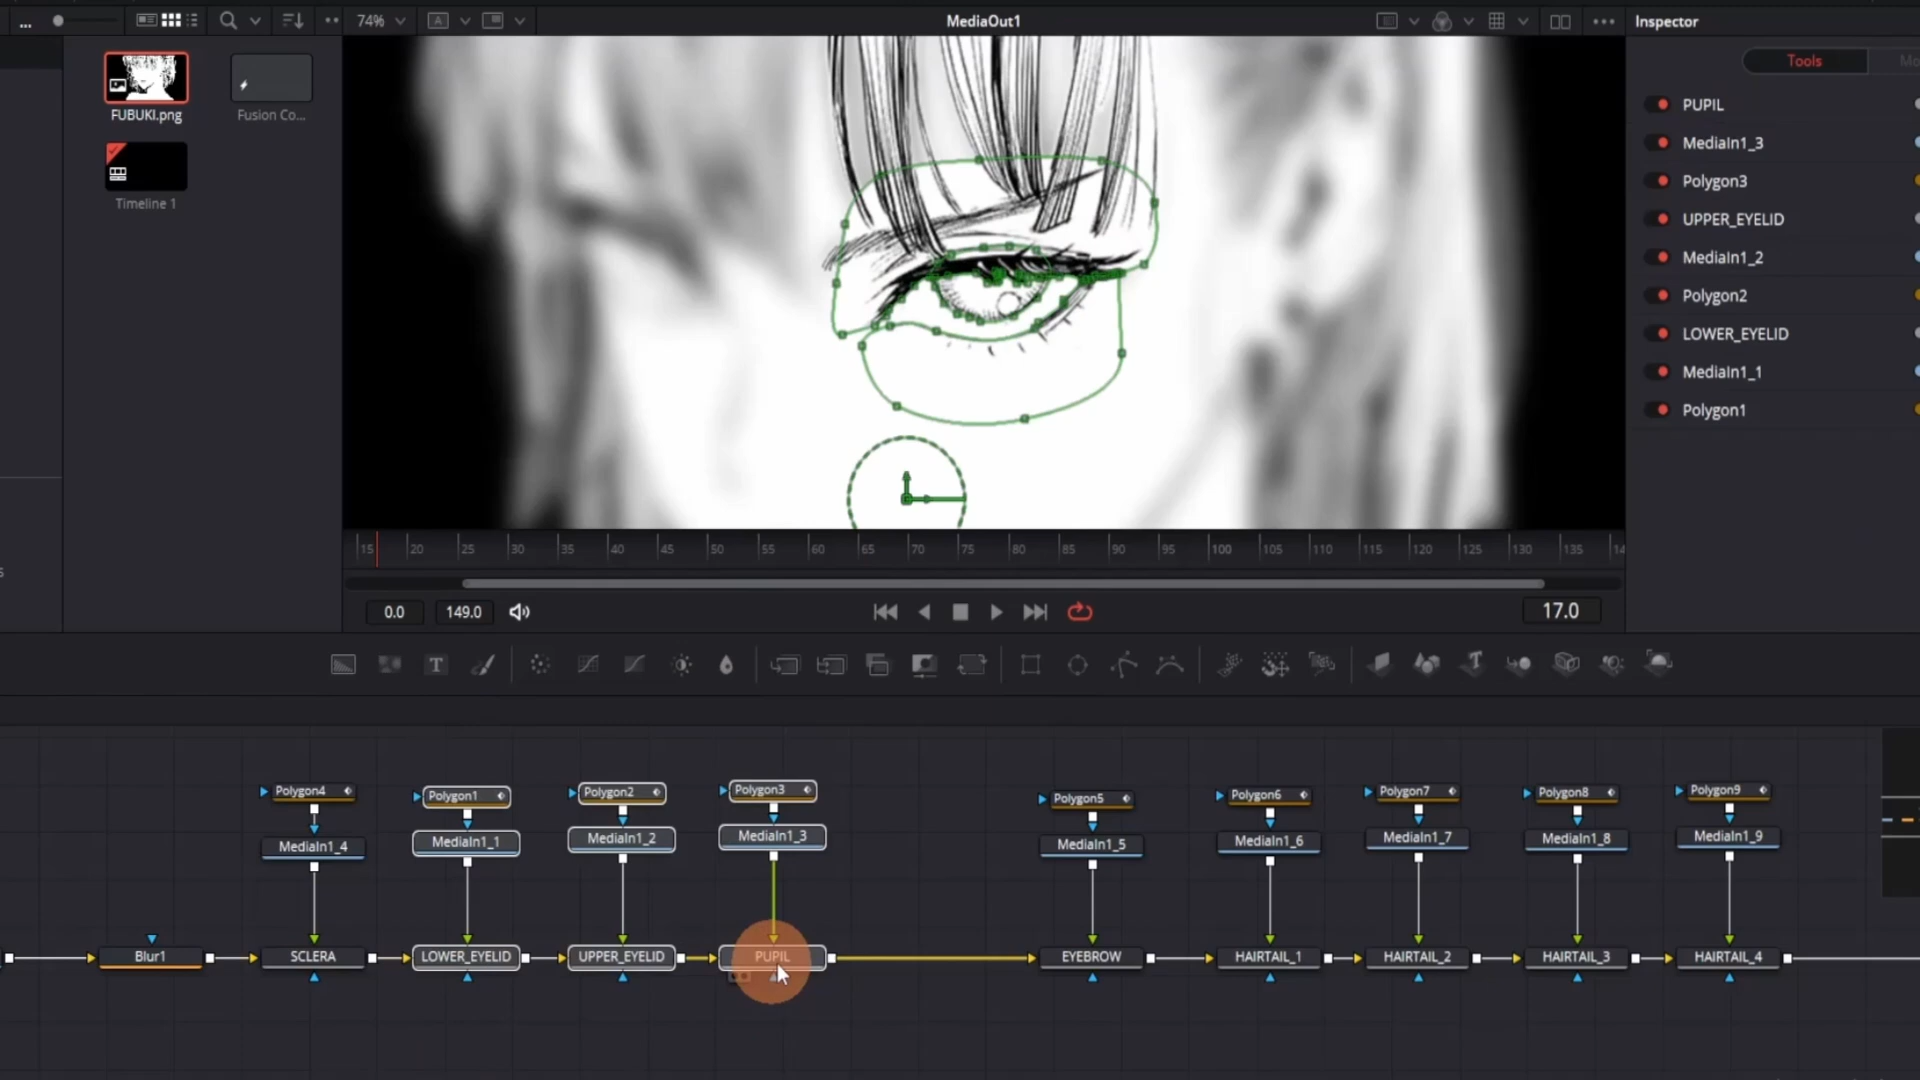 ... 74% A MediaOut1 Inspector
Tools Mo
FUBUKI.png Fusion Co...
Timeline 1
PUPIL
MediaIn1_3
Polygon3
UPPER_EYELID
MediaIn1_2
Polygon2
LOWER_EYELID
MediaIn1_1
Polygon1
s
15 20 25 30 35 40 45 50 55 60 65 70 75 80 85 90 95 100 105 110 115 120 125 130 135 14
0.0 149.0 17.0
T T
Polygon4 Polygon1 Polygon2 Polygon3 Polygon5 Polygon6 Polygon7 Polygon8 Polygon9
MediaIn1_4 MediaIn1_1 MediaIn1_2 MediaIn1_3 MediaIn1_5 MediaIn1_6 MediaIn1_7 MediaIn1_8 MediaIn1_9
Blur1 SCLERA LOWER_EYELID UPPER_EYELID PUPIL EYEBROW HAIRTAIL_1 HAIRTAIL_2 HAIRTAIL_3 HAIRTAIL_4